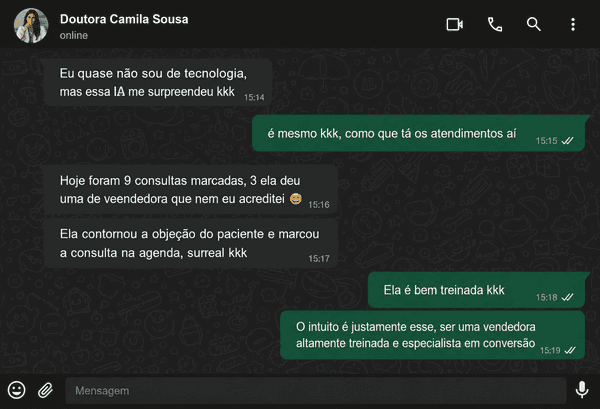 Doutora Camila Sousa
online
Eu quase não sou de tecnologia,
mas essa IA me surpreendeu kkk 15:14
é mesmo kkk, como que tá os atendimentos aí 15:15
Hoje foram 9 consultas marcadas, 3 ela deu
uma de veendedora que nem eu acreditei 😅 15:16
Ela contornou a objeção do paciente e marcou
a consulta na agenda, surreal kkk 15:17
Ela é bem treinada kkk 15:18
O intuito é justamente esse, ser uma vendedora
altamente treinada e especialista em conversão 15:19
Mensagem